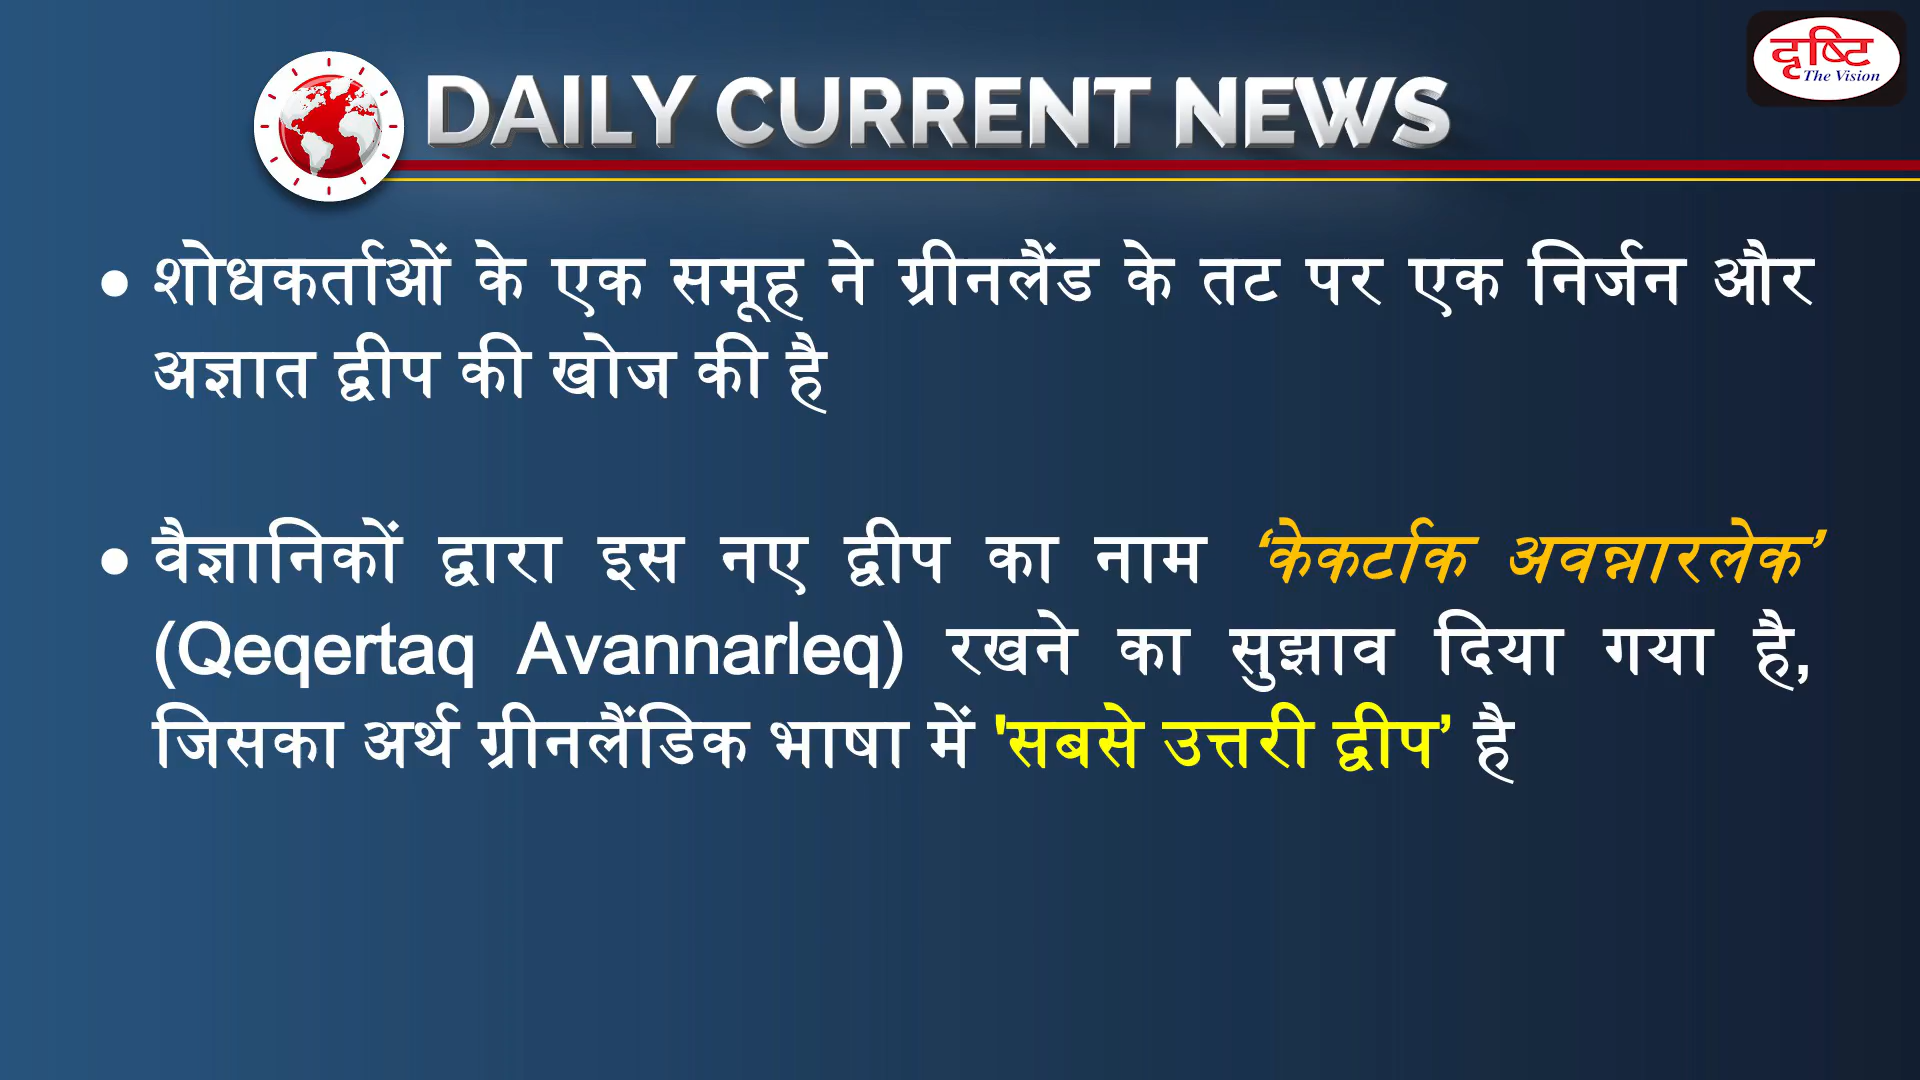 दृष्टि
The Vision
DAILY CURRENT NEWS
• शोधकर्ताओं के एक समूह ने ग्रीनलैंड के तट पर एक निर्जन और
अज्ञात द्वीप की खोज की है
• वैज्ञानिकों द्वारा इस नए द्वीप का नाम ‘केकर्टाक अवन्नारलेक’
(Qeqertaq Avannarleq) रखने का सुझाव दिया गया है,
जिसका अर्थ ग्रीनलैंडिक भाषा में 'सबसे उत्तरी द्वीप’ है